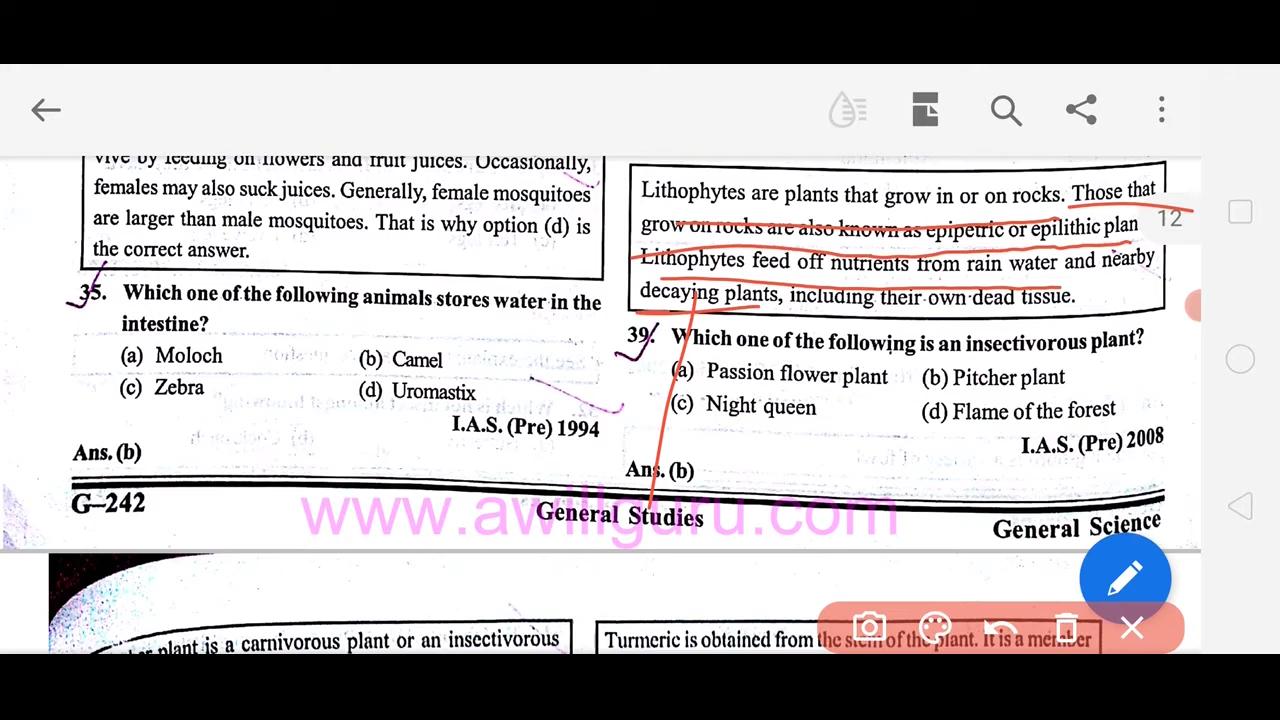 vive by feeding on flowers and fruit juices. Occasionally,
females may also suck juices. Generally, female mosquitoes
are larger than male mosquitoes. That is why option (d) is
the correct answer.
35. Which one of the following animals stores water in the
intestine?
(a) Moloch (b) Camel
(c) Zebra (d) Uromastix
I.A.S. (Pre) 1994
Ans. (b)
Lithophytes are plants that grow in or on rocks. Those that
grow on rocks are also known as epipetric or epilithic plan
Lithophytes feed off nutrients from rain water and nearby
decaying plants, including their own dead tissue.
12
39. Which one of the following is an insectivorous plant?
(a) Passion flower plant (b) Pitcher plant
(c) Night queen (d) Flame of the forest
I.A.S. (Pre) 2008
Ans. (b)
G–242 General Studies General Science
www.awillguru.com
plant is a carnivorous plant or an insectivorous
Turmeric is obtained from the stem of the plant. It is a member